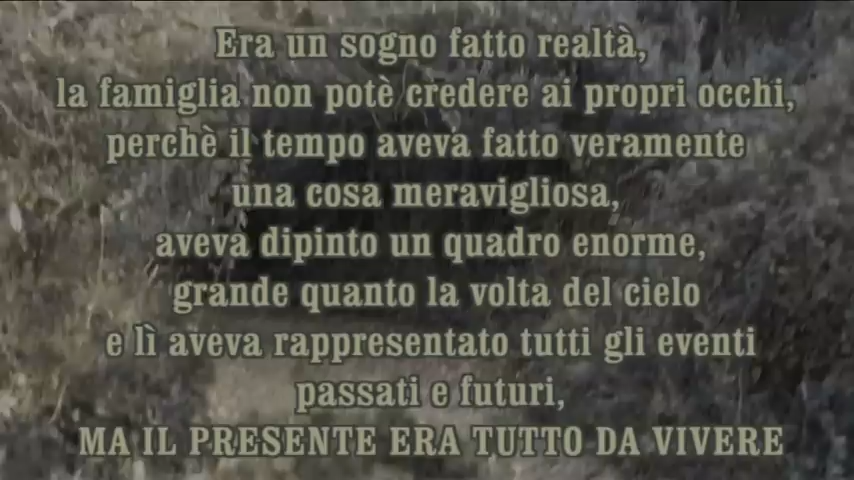 Era un sogno fatto realtà,
la famiglia non potè credere ai propri occhi,
perchè il tempo aveva fatto veramente
una cosa meravigliosa,
aveva dipinto un quadro enorme,
grande quanto la volta del cielo
e lì aveva rappresentato tutti gli eventi
passati e futuri,
MA IL PRESENTE ERA TUTTO DA VIVERE